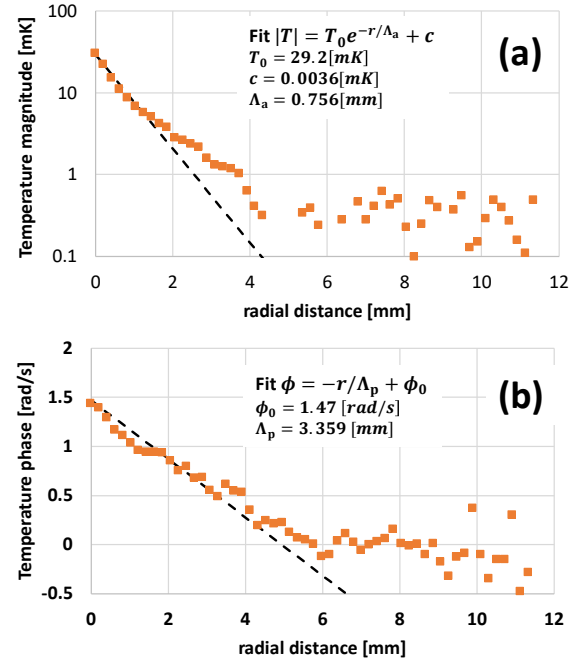 Temperature magnitude [mK]
100
10
1
0.1
(a)
Fit |T| = T₀e^(−r/Λₐ) + c
T₀ = 29.2[mK]
c = 0.0036[mK]
Λₐ = 0.756[mm]
0 2 4 6 8 10 12
radial distance [mm]
Temperature phase [rad/s]
2
1.5
1
0.5
0
-0.5
(b)
Fit ϕ = −r/Λₚ + ϕ₀
ϕ₀ = 1.47 [rad/s]
Λₚ = 3.359 [mm]
0 2 4 6 8 10 12
radial distance [mm]